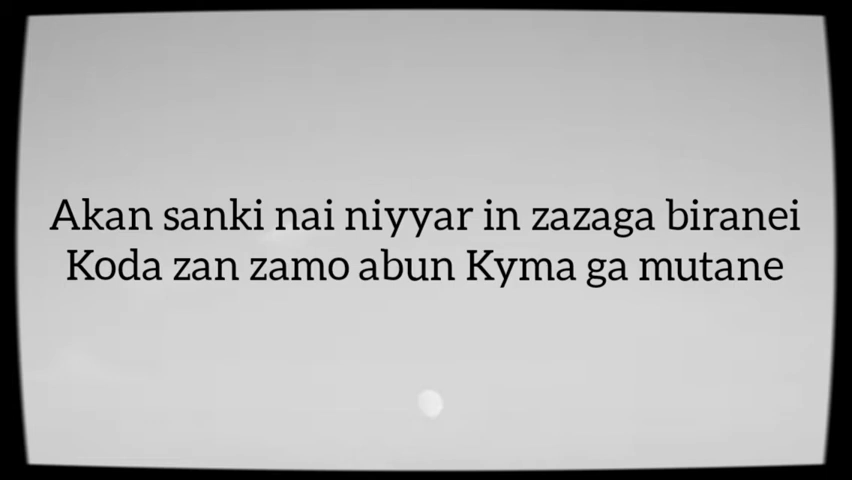 Akan sanki nai niyyar in zazaga biranei
Koda zan zamo abun Kyma ga mutane